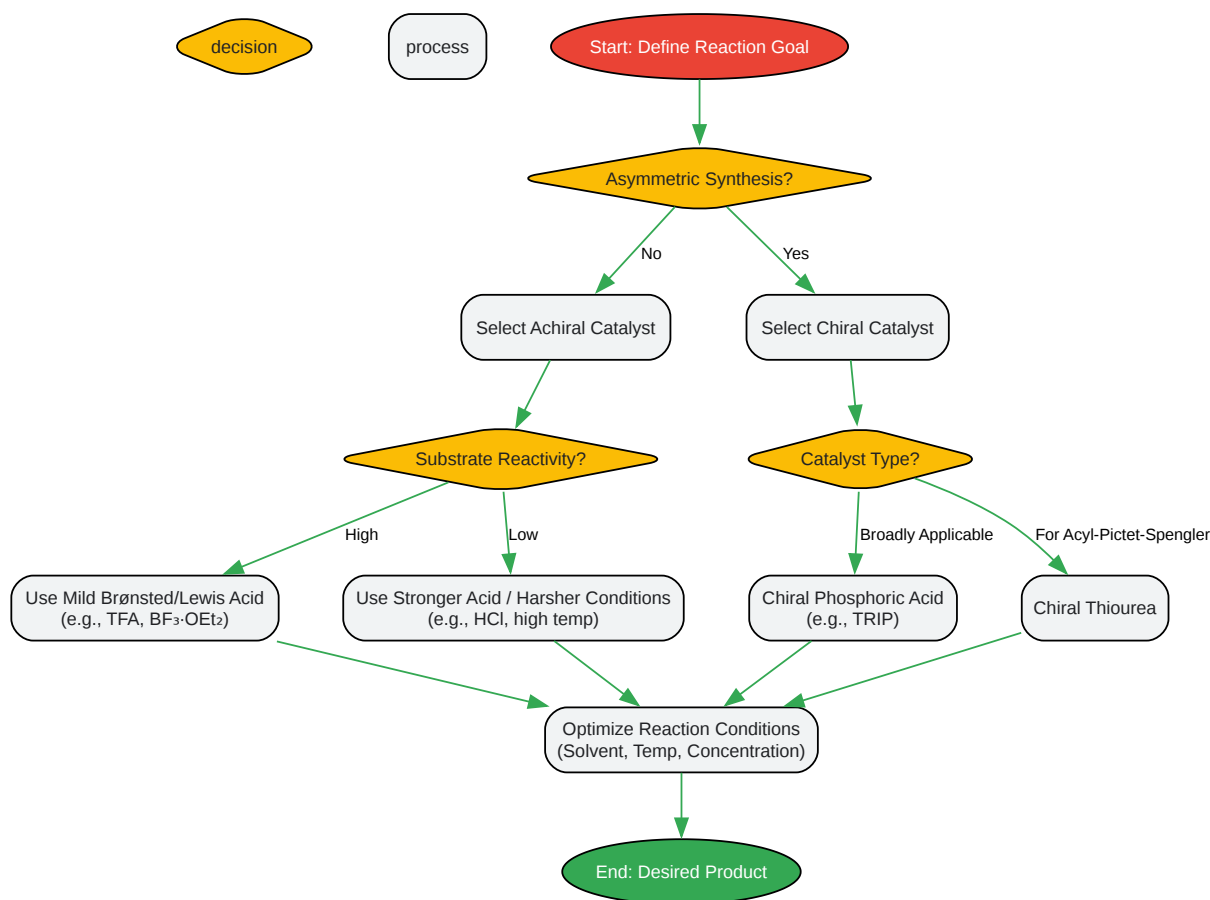 decision
process
Start: Define Reaction Goal
Asymmetric Synthesis?
No
Yes
Select Achiral Catalyst
Select Chiral Catalyst
Substrate Reactivity?
Catalyst Type?
High
Low
Broadly Applicable
For Acyl-Pictet-Spengler
Use Mild Brønsted/Lewis Acid
(e.g., TFA, BF₃·OEt₂)
Use Stronger Acid / Harsher Conditions
(e.g., HCl, high temp)
Chiral Phosphoric Acid
(e.g., TRIP)
Chiral Thiourea
Optimize Reaction Conditions
(Solvent, Temp, Concentration)
End: Desired Product